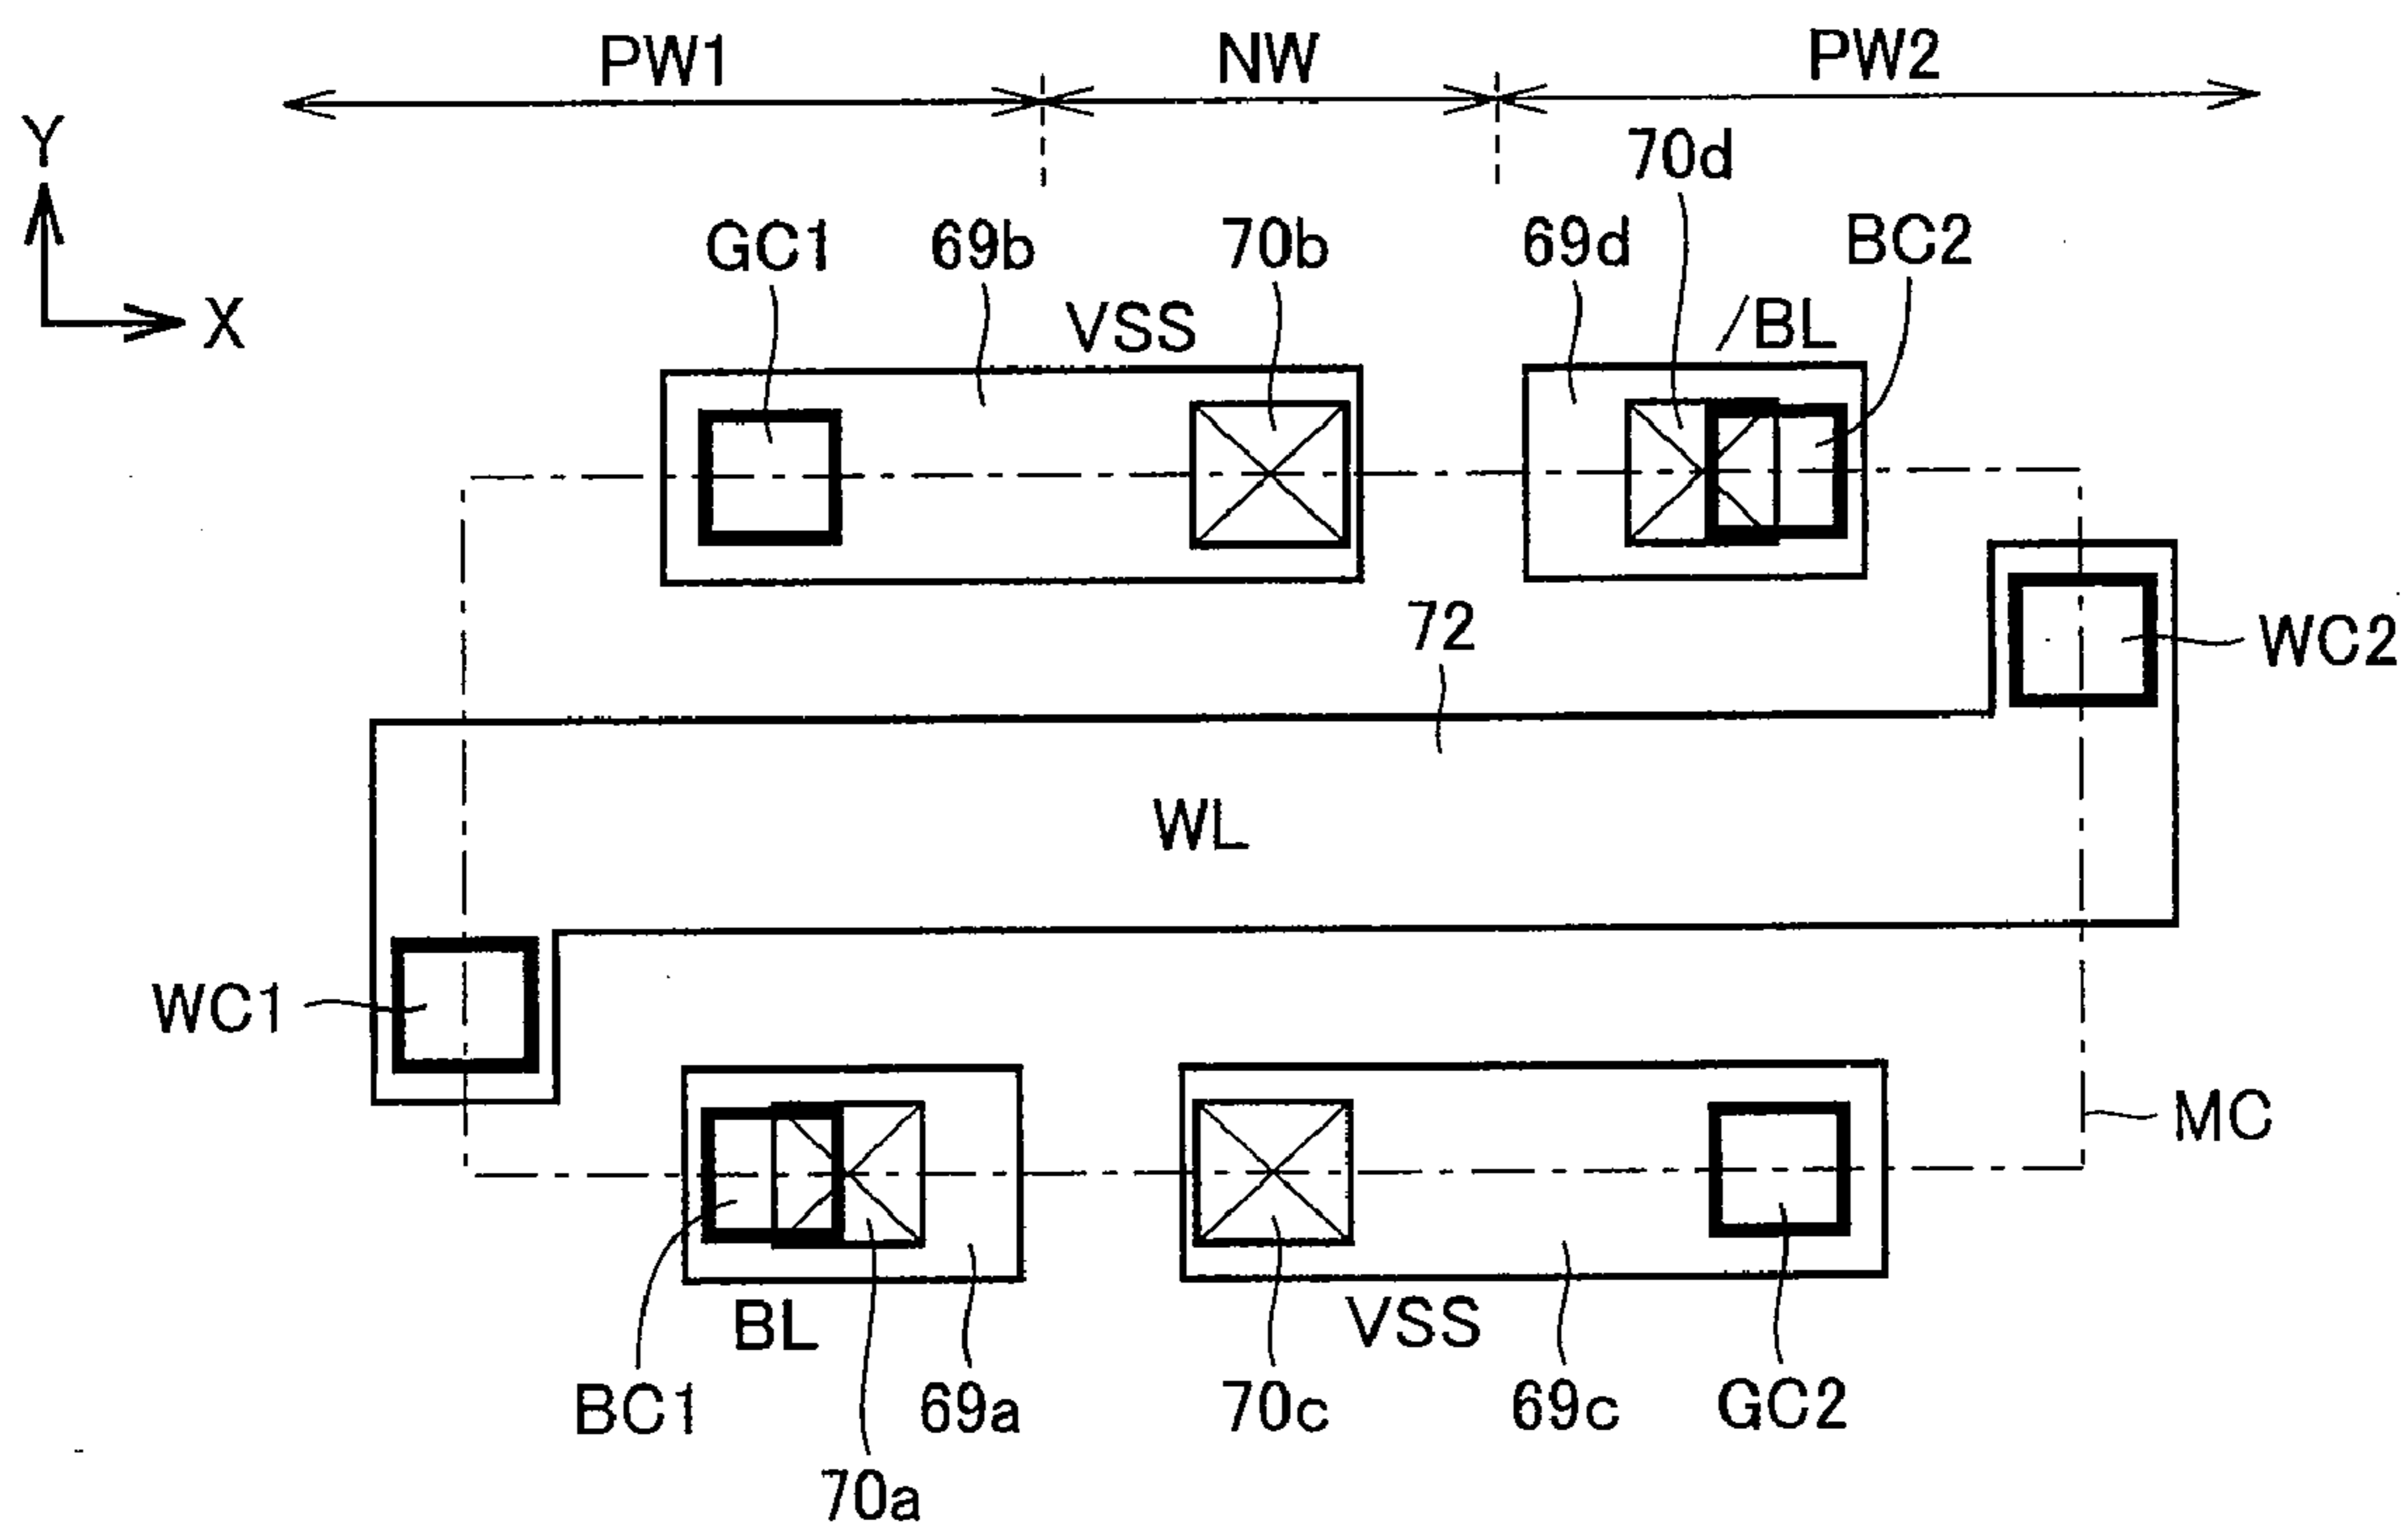 PW1 NW PW2
Y
70d
GC1 69b 70b 69d BC2
X
VSS /BL
72
WC2
WL
WC1
MC
BL VSS
BC1 69a 70c 69c GC2
70a